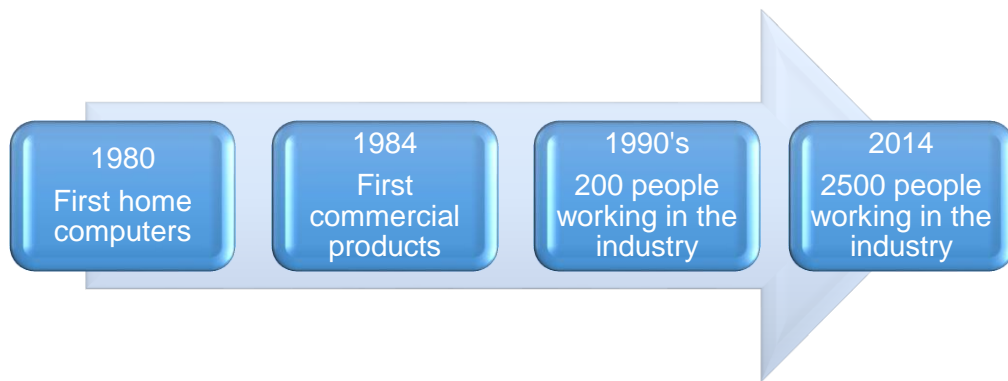 1980
First home
computers
1984
First
commercial
products
1990's
200 people
working in the
industry
2014
2500 people
working in the
industry